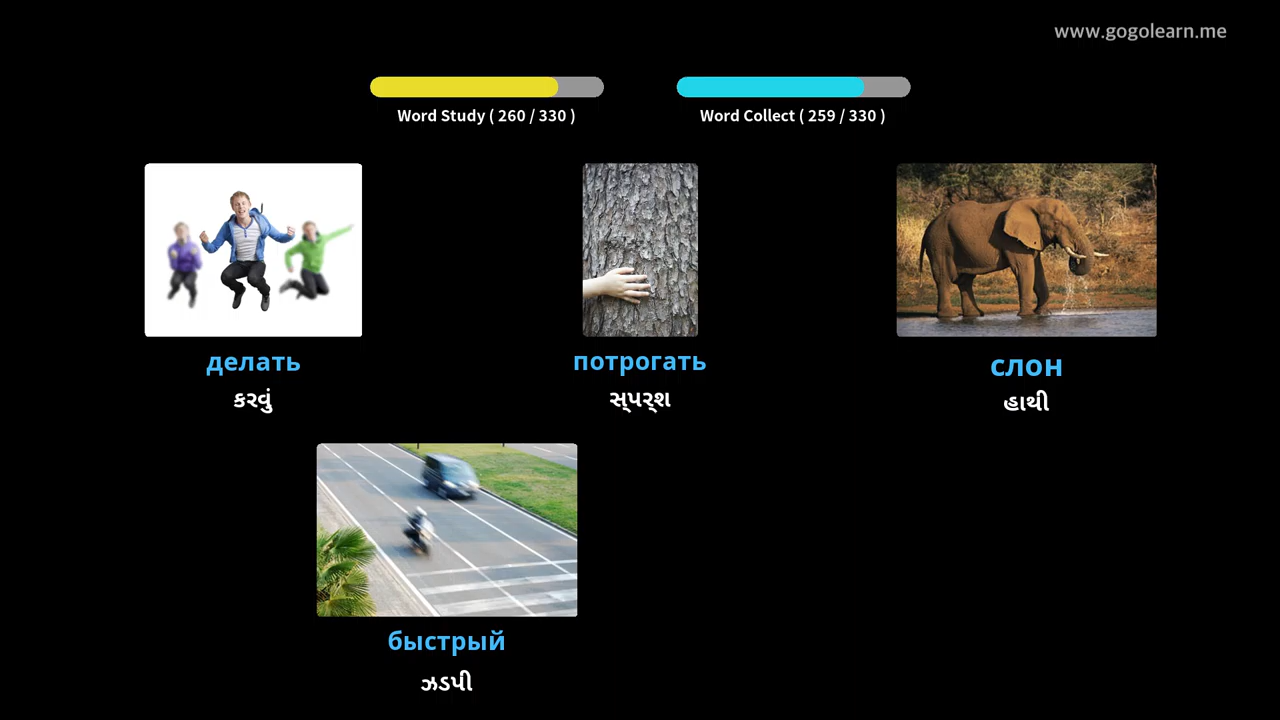 www.gogolearn.me
Word Study ( 260 / 330 )
Word Collect ( 259 / 330 )
делать
потрогать
слон
કરવું
સ્પર્શ
હાથી
быстрый
ઝડપી